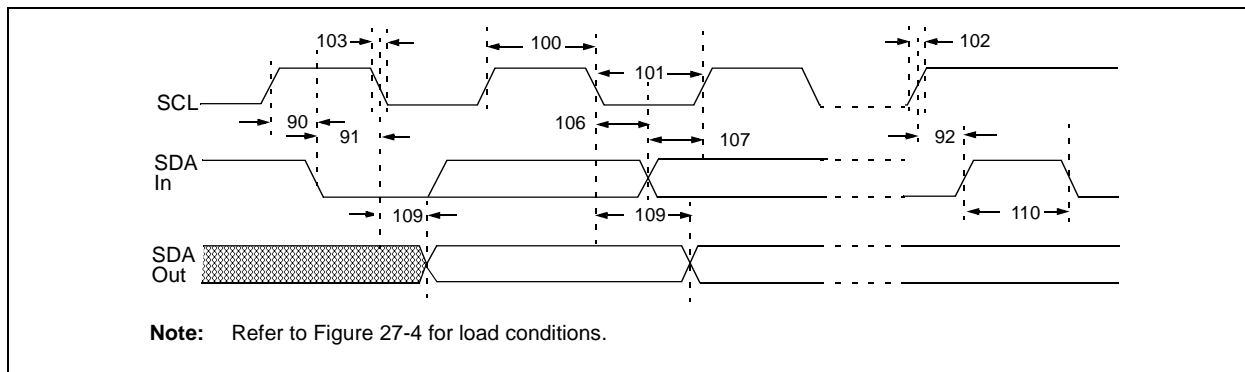 103
100
102
101
SCL
90
91
106
107
92
SDA
In
109
109
110
SDA
Out
Note: Refer to Figure 27-4 for load conditions.